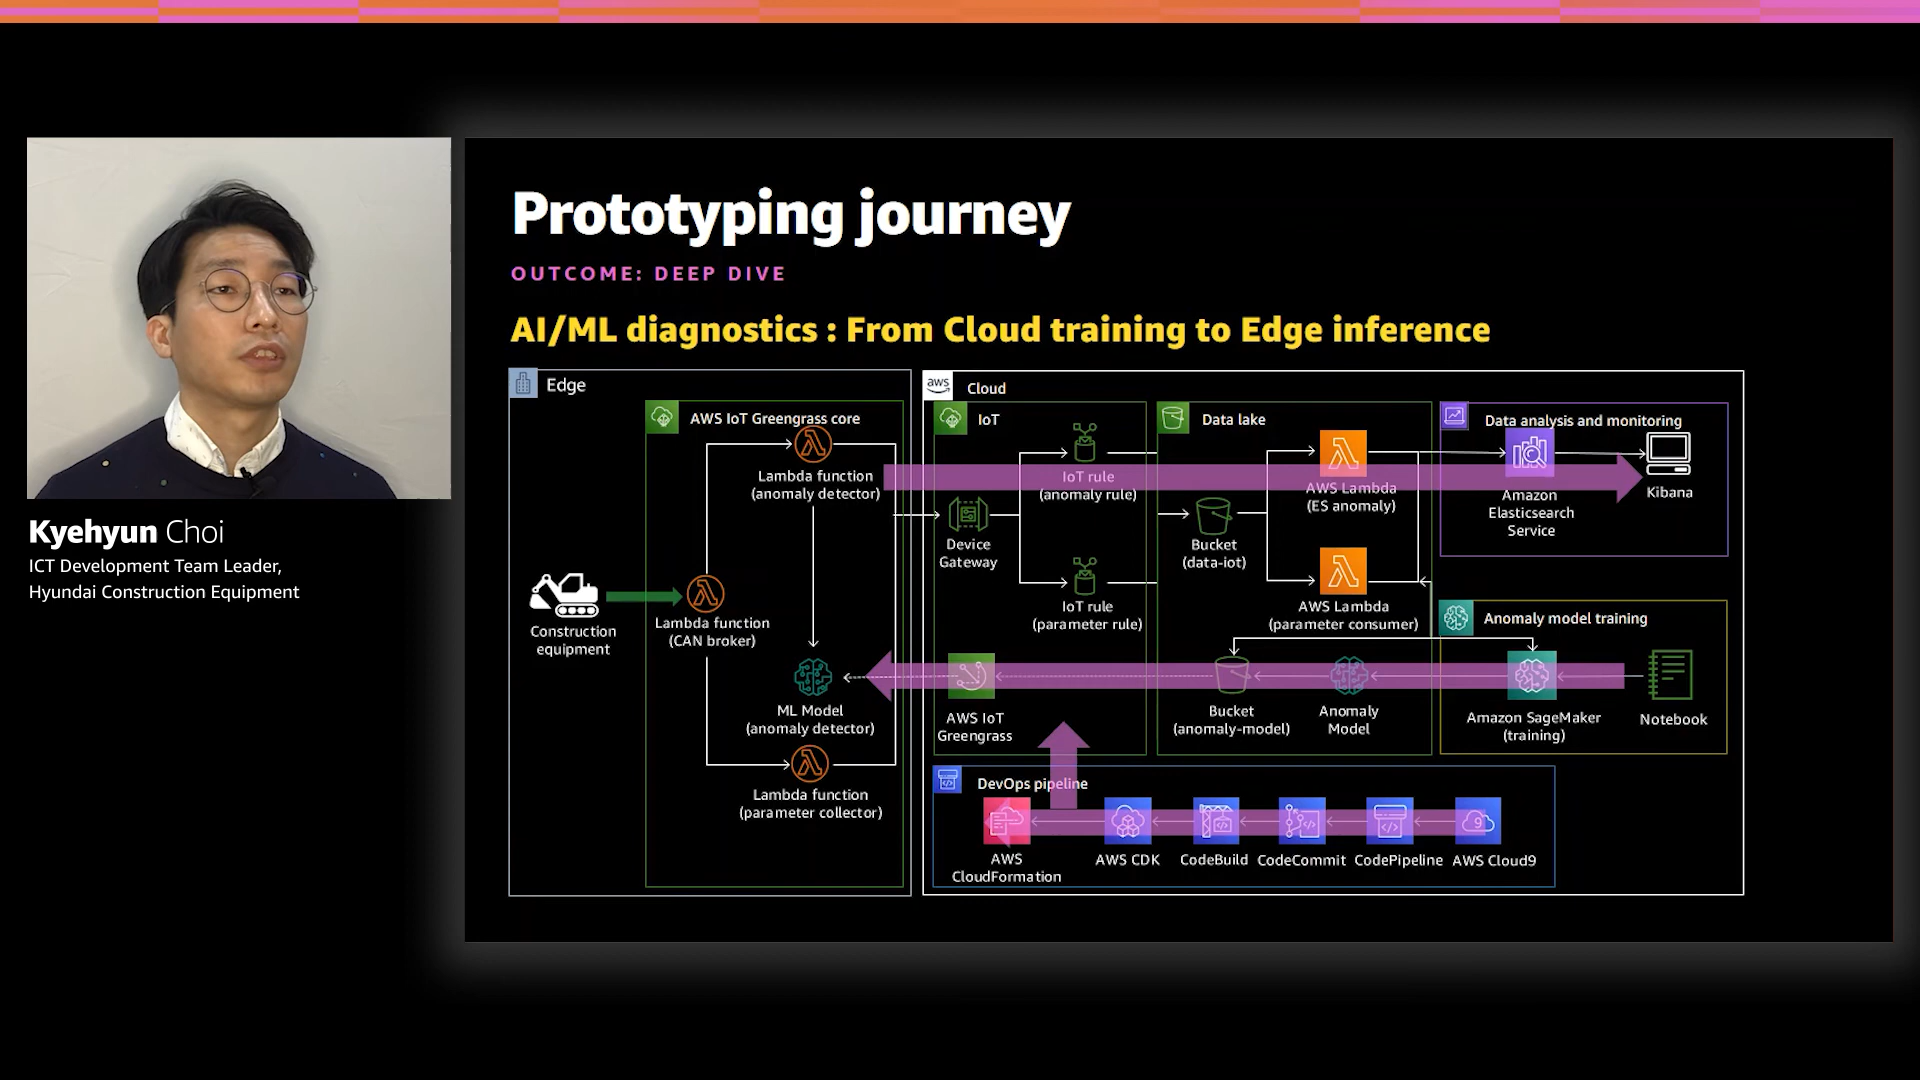 Prototyping journey
OUTCOME: DEEP DIVE
AI/ML diagnostics : From Cloud training to Edge inference
Kyehyun Choi
ICT Development Team Leader,
Hyundai Construction Equipment
Edge
AWS IoT Greengrass core
Lambda function
(anomaly detector)
Construction
equipment
Lambda function
(CAN broker)
ML Model
(anomaly detector)
Lambda function
(parameter collector)
aws
Cloud
IoT
IoT rule
(anomaly rule)
Device
Gateway
IoT rule
(parameter rule)
AWS IoT
Greengrass
Data lake
Bucket
(data-iot)
AWS Lambda
(ES anomaly)
AWS Lambda
(parameter consumer)
Bucket
(anomaly-model)
Anomaly
Model
Data analysis and monitoring
Amazon
Elasticsearch
Service
Kibana
Anomaly model training
Amazon SageMaker
(training)
Notebook
DevOps pipeline
AWS
CloudFormation
AWS CDK
CodeBuild
CodeCommit
CodePipeline
9
AWS Cloud9